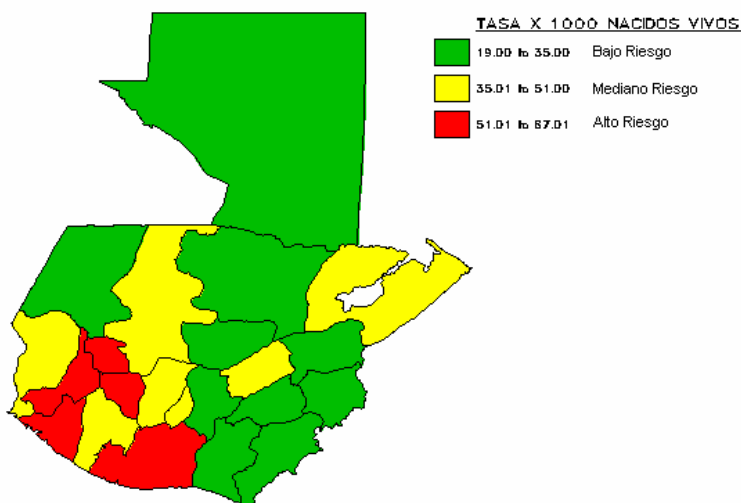 TASA X 1000 NACIDOS VIVOS
19.00 to 35.00 Bajo Riesgo
35.01 to 51.00 Mediano Riesgo
51.01 to 67.01 Alto Riesgo